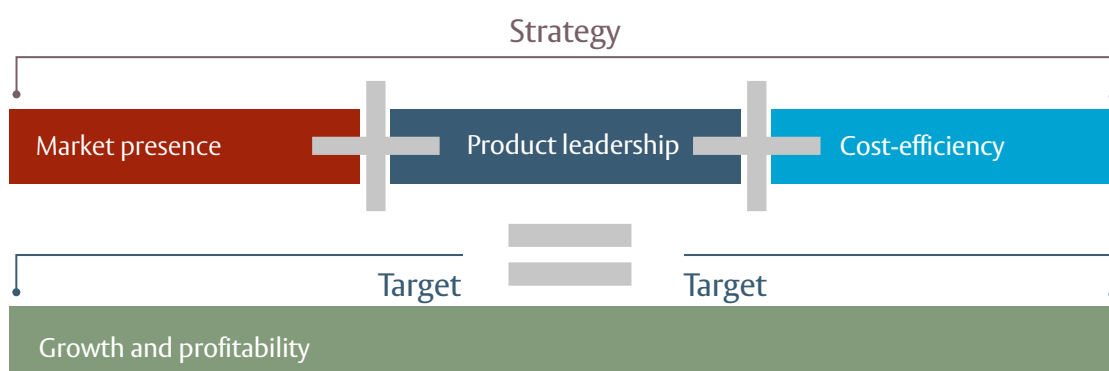 Strategy
Market presence
Product leadership
Cost-efficiency
Target
Target
Growth and profitability